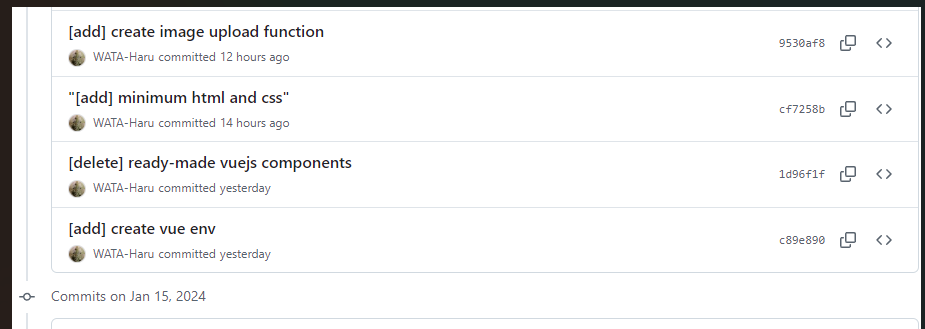 [add] create image upload function
WATA-Haru committed 12 hours ago
9530af8
"[add] minimum html and css"
WATA-Haru committed 14 hours ago
cf7258b
[delete] ready-made vuejs components
WATA-Haru committed yesterday
1d96f1f
[add] create vue env
WATA-Haru committed yesterday
c89e890
Commits on Jan 15, 2024